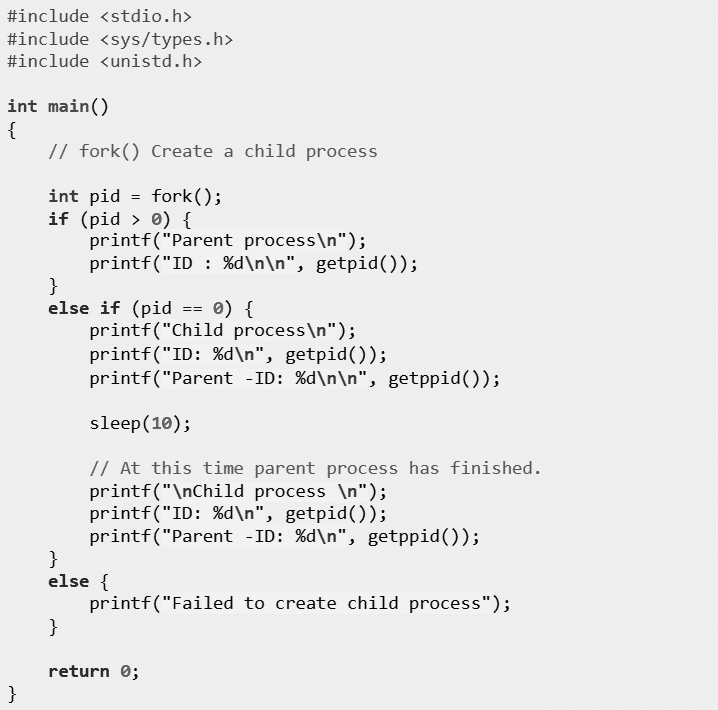 #include <stdio.h>
#include <sys/types.h>
#include <unistd.h>
int main()
{
// fork() Create a child process
int pid = fork();
if (pid > 0) {
printf("Parent process\n");
printf("ID : %d\n\n", getpid());
}
else if (pid == 0) {
printf("Child process\n");
printf("ID: %d\n", getpid());
printf("Parent -ID: %d\n\n", getppid());
sleep(10);
// At this time parent process has finished.
printf("\nChild process \n");
printf("ID: %d\n", getpid());
printf("Parent -ID: %d\n", getppid());
}
else {
printf("Failed to create child process");
}
return 0;
}